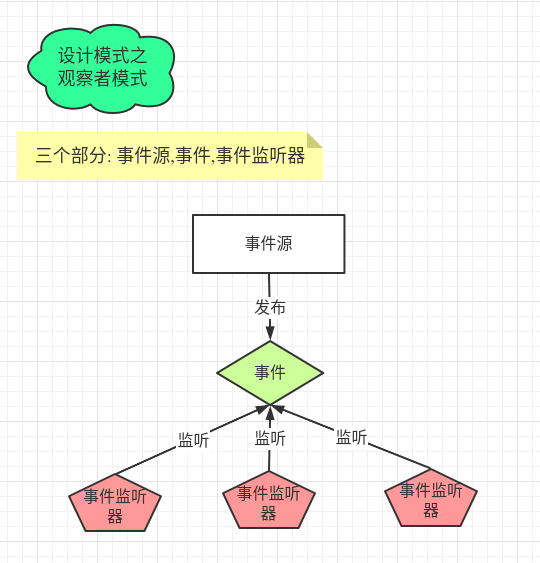 设计模式之
观察者模式
三个部分: 事件源,事件,事件监听器
事件源
发布
事件
监听
监听
监听
事件监听
器
事件监听
器
事件监听
器